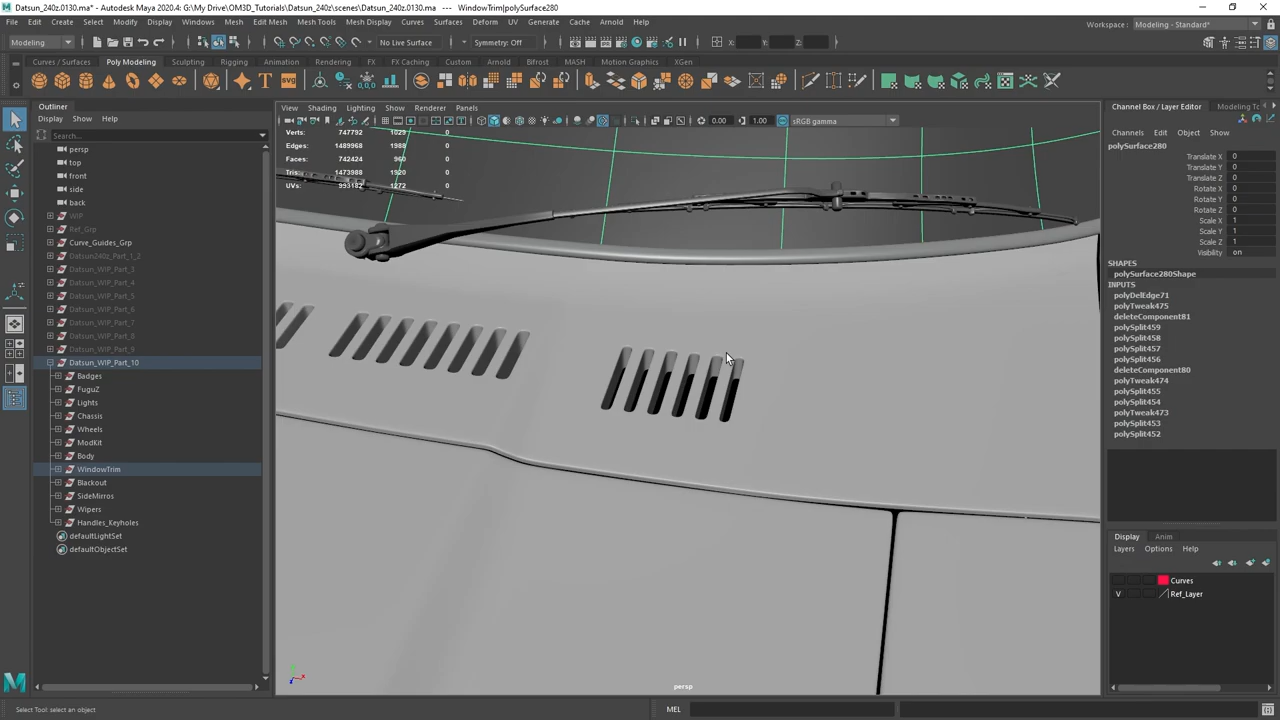 Datsun_240z.0130.ma* - Autodesk Maya 2020.4: G:\My Drive\OM3D_Tutorials\Datsun_240z\scenes\Datsun_240z.0130.ma --- WindowTrim|polySurface280
File Edit Create Select Modify Display Windows Mesh Edit Mesh Mesh Tools Mesh Display Curves Surfaces Deform UV Generate Cache Arnold Help
Workspace : Modeling - Standard*
Modeling No Live Surface Symmetry: Off X: Y: Z:
Curves / Surfaces Poly Modeling Sculpting Rigging Animation Rendering FX FX Caching Custom Arnold Bifrost MASH Motion Graphics XGen
Outliner
Display Show Help
Search...
persp
top
front
side
back
WIP
Ref_Grp
Curve_Guides_Grp
Datsun240z_Part_1_2
Datsun_WIP_Part_3
Datsun_WIP_Part_4
Datsun_WIP_Part_5
Datsun_WIP_Part_6
Datsun_WIP_Part_7
Datsun_WIP_Part_8
Datsun_WIP_Part_9
Datsun_WIP_Part_10
Badges
FuguZ
Lights
Chassis
Wheels
ModKit
Body
WindowTrim
Blackout
SideMirros
Wipers
Handles_Keyholes
defaultLightSet
defaultObjectSet
View Shading Lighting Show Renderer Panels
0.00 1.00 sRGB gamma
Verts: 747792 1029 0
Edges: 1489968 1988 0
Faces: 742424 960 0
Tris: 1473988 1920 0
UVs: 993182 1272 0
persp
Channel Box / Layer Editor Modeling To
Channels Edit Object Show
polySurface280
Translate X 0
Translate Y 0
Translate Z 0
Rotate X 0
Rotate Y 0
Rotate Z 0
Scale X 1
Scale Y 1
Scale Z 1
Visibility on
SHAPES
polySurface280Shape
INPUTS
polyDelEdge71
polyTweak475
deleteComponent81
polySplit459
polySplit458
polySplit457
polySplit456
deleteComponent80
polyTweak474
polySplit455
polySplit454
polyTweak473
polySplit453
polySplit452
Display Anim
Layers Options Help
Curves
V Ref_Layer
Select Tool: select an object
MEL